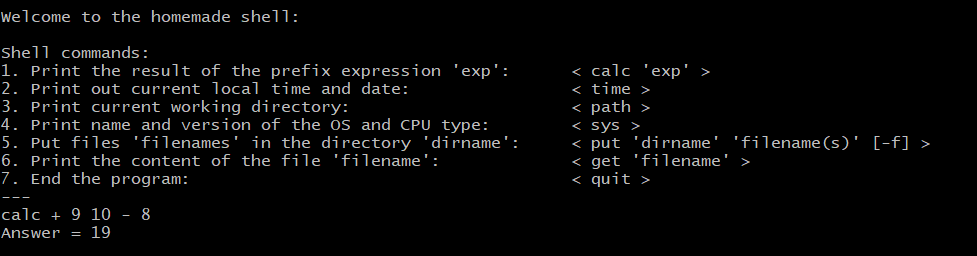 Welcome to the homemade shell:
Shell commands:
1. Print the result of the prefix expression 'exp': < calc 'exp' >
2. Print out current local time and date: < time >
3. Print current working directory: < path >
4. Print name and version of the OS and CPU type: < sys >
5. Put files 'filenames' in the directory 'dirname': < put 'dirname' 'filename(s)' [-f] >
6. Print the content of the file 'filename': < get 'filename' >
7. End the program: < quit >
---
calc + 9 10 - 8
Answer = 19